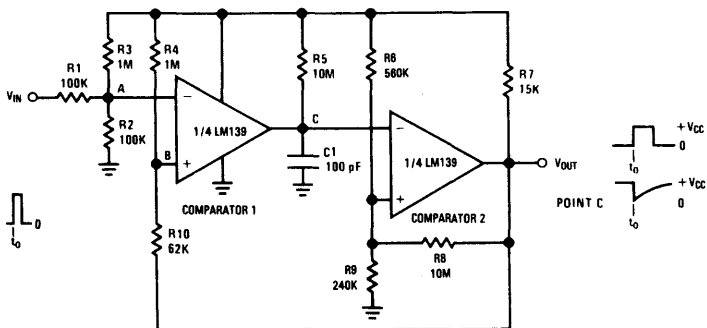 R3
1M
R4
1M
R5
10M
R6
560K
R7
15K
R1
100K
A
VIN
R2
100K
−
1/4 LM139
+
B
C
C1
100 pF
COMPARATOR 1
−
1/4 LM139
+
COMPARATOR 2
VOUT
+VCC
0
t0
POINT C
+VCC
0
t0
0
t0
R10
62K
R8
10M
R9
240K